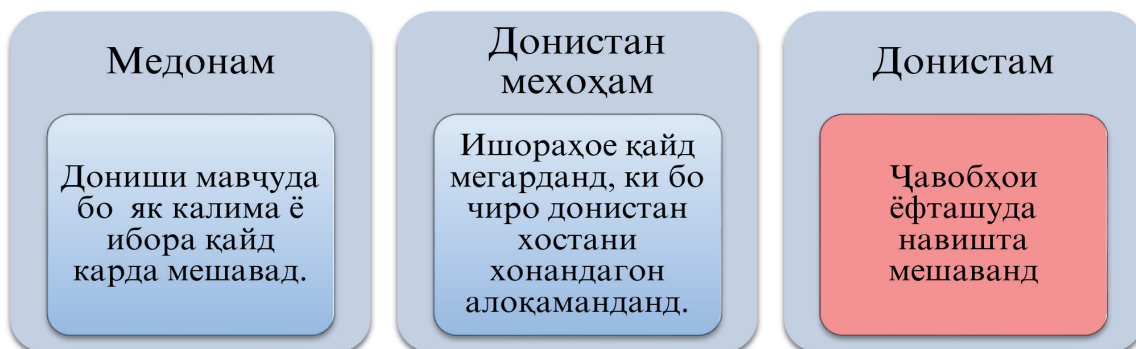 Медонам
Дониши мавҷуда
бо як калима ё
ибора қайд
карда мешавад.
Донистан
мехоҳам
Ишораҳое қайд
мегарданд, ки бо
чиро донистан
хостани
хонандагон
алоқаманданд.
Донистам
Ҷавобҳои
ёфташуда
навишта
мешаванд